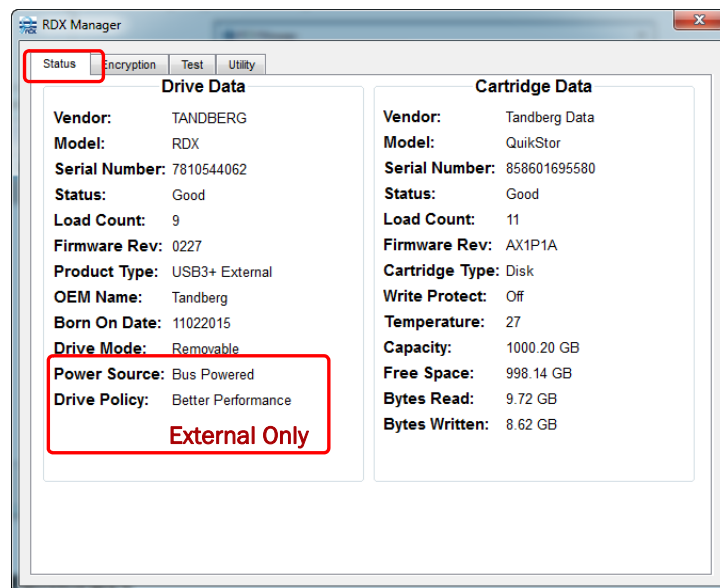 RDX Manager
Status Encryption Test Utility
Drive Data
Vendor: TANDBERG
Model: RDX
Serial Number: 7810544062
Status: Good
Load Count: 9
Firmware Rev: 0227
Product Type: USB3+ External
OEM Name: Tandberg
Born On Date: 11022015
Drive Mode: Removable
Power Source: Bus Powered
Drive Policy: Better Performance
External Only
Cartridge Data
Vendor: Tandberg Data
Model: QuikStor
Serial Number: 858601695580
Status: Good
Load Count: 11
Firmware Rev: AX1P1A
Cartridge Type: Disk
Write Protect: Off
Temperature: 27
Capacity: 1000.20 GB
Free Space: 998.14 GB
Bytes Read: 9.72 GB
Bytes Written: 8.62 GB